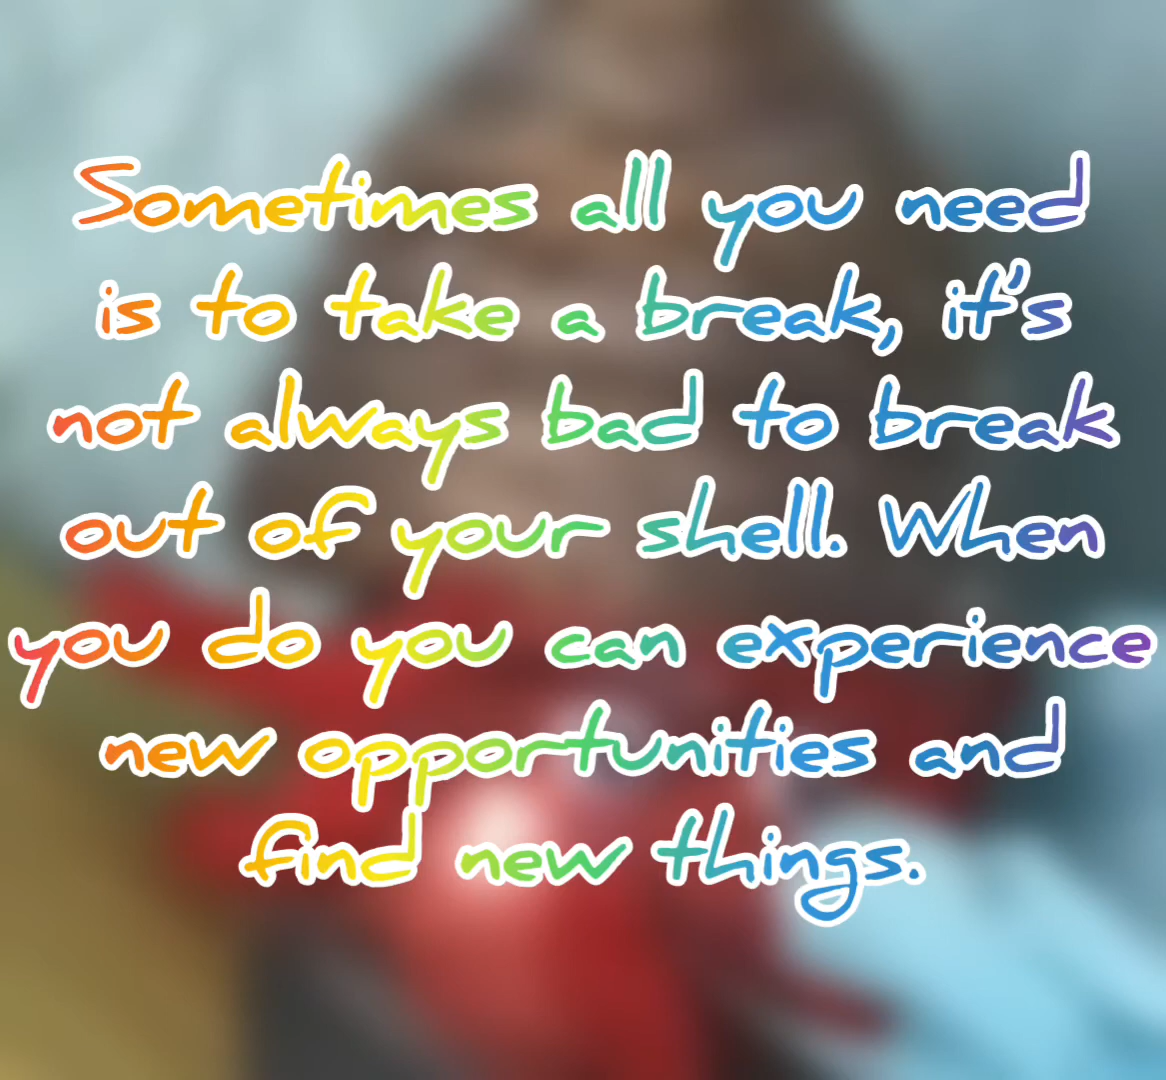 Sometimes all you need
is to take a break, it's
not always bad to break
out of your shell. When
you do you can experience
new opportunities and
find new things.